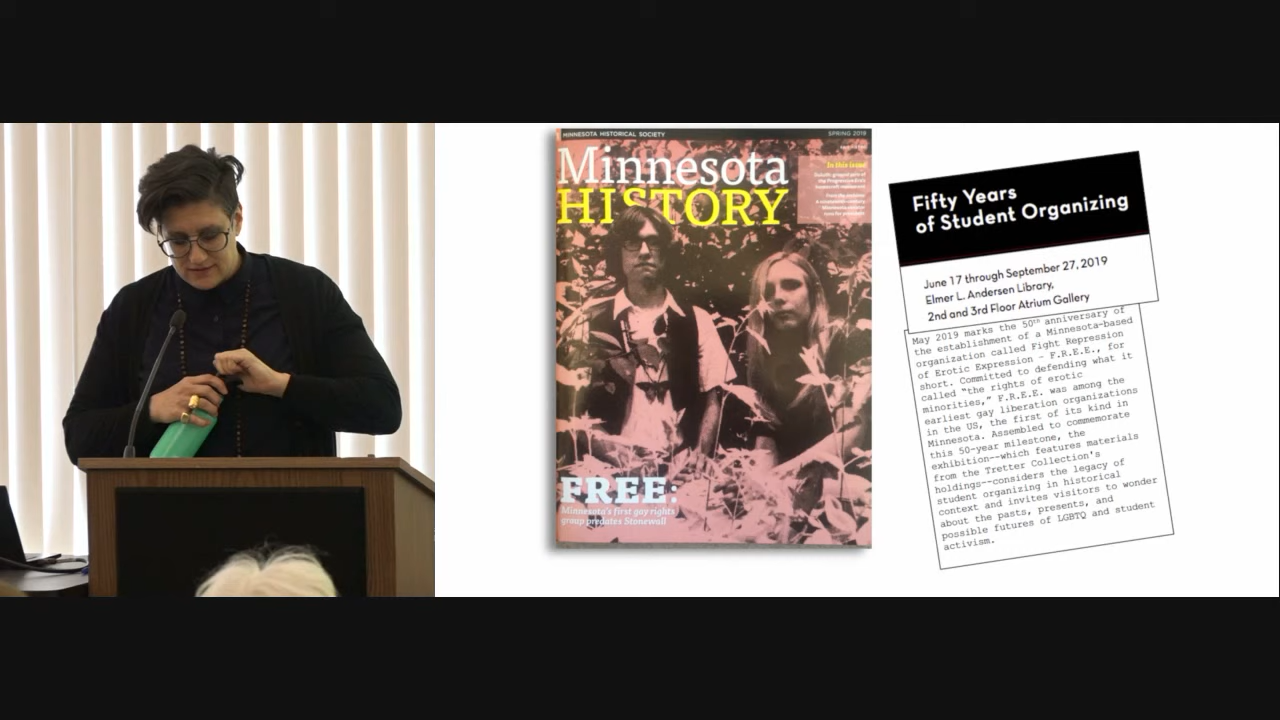 MINNESOTA HISTORICAL SOCIETY
SPRING 2019
Minnesota
HISTORY
In this issue
FREE:
Minnesota's first gay rights
group predates Stonewall
Fifty Years
of Student Organizing
June 17 through September 27, 2019
Elmer L. Andersen Library,
2nd and 3rd Floor Atrium Gallery
May 2019 marks the 50th anniversary of
the establishment of a Minnesota-based
organization called Fight Repression
of Erotic Expression – F.R.E.E., for
short. Committed to defending what it
called "the rights of erotic
minorities," F.R.E.E. was among the
earliest gay liberation organizations
in the US, the first of its kind in
Minnesota. Assembled to commemorate
this 50-year milestone, the
exhibition--which features materials
from the Tretter Collection's
holdings--considers the legacy of
student organizing in historical
context and invites visitors to wonder
about the pasts, presents, and
possible futures of LGBTQ and student
activism.